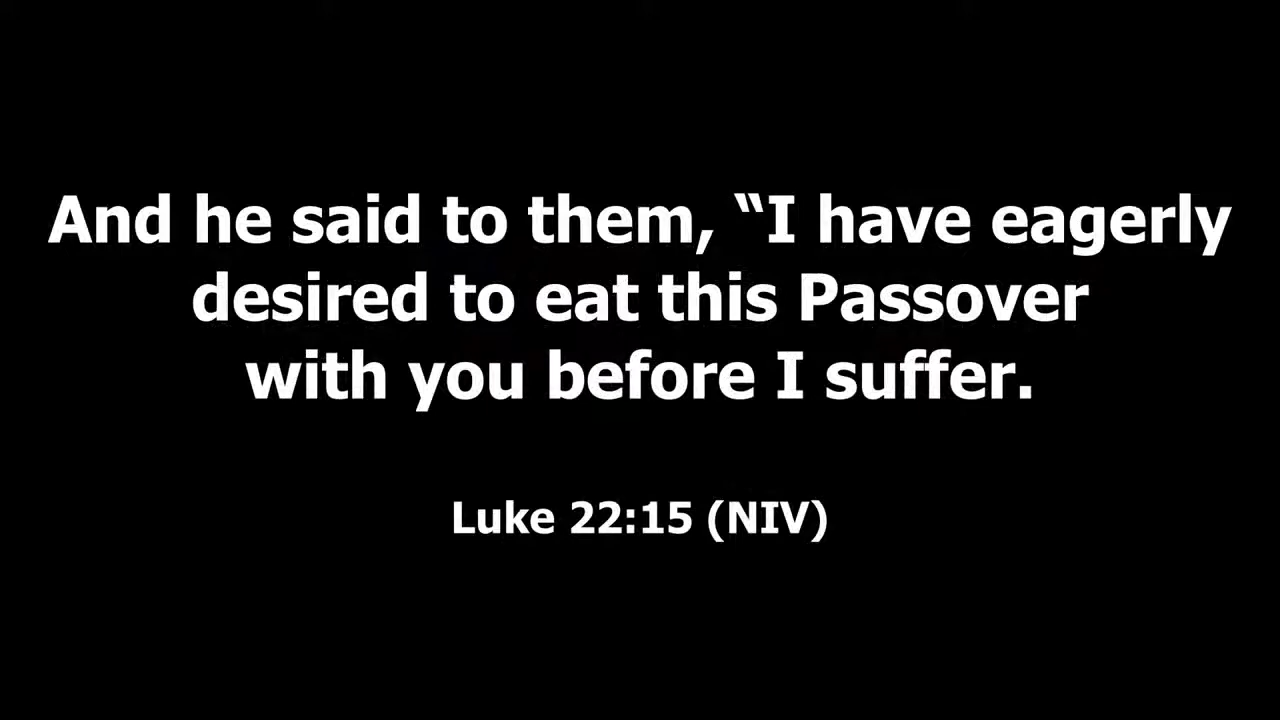 And he said to them, “I have eagerly
desired to eat this Passover
with you before I suffer.
Luke 22:15 (NIV)